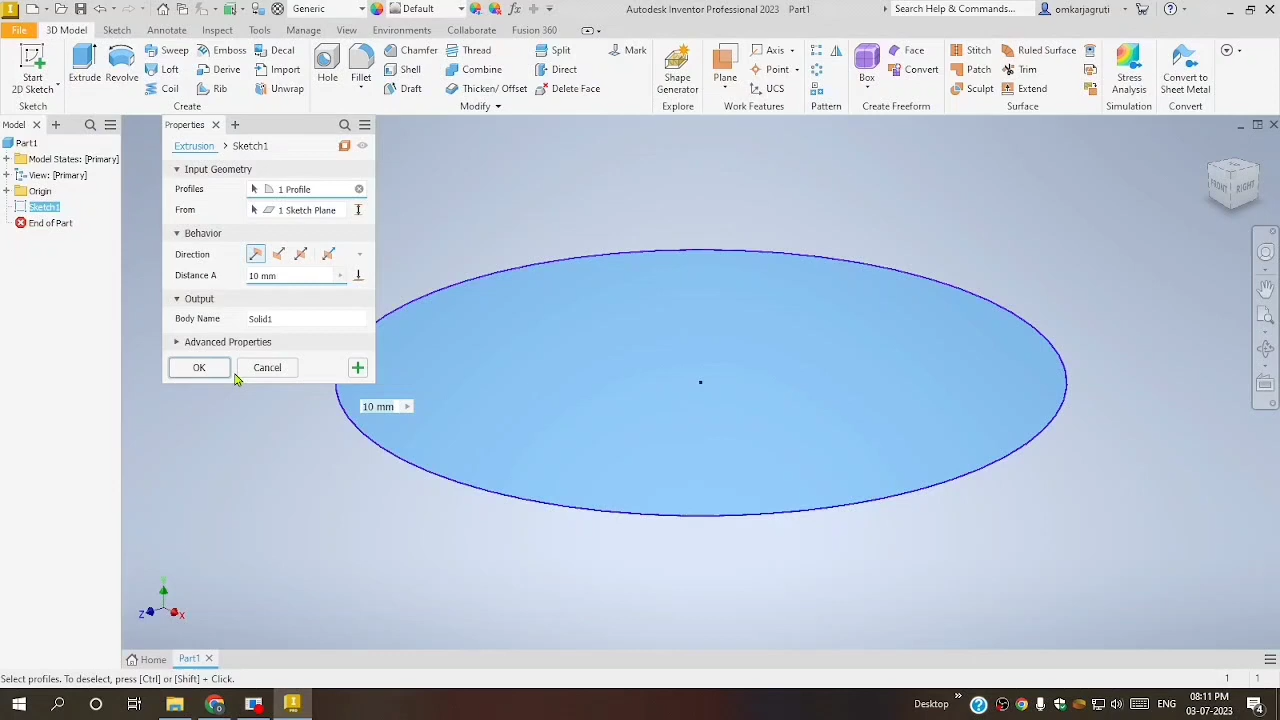 Generic
Default
fx
Autodesk Inventor Professional 2023 Part1
Search Help & Commands...
omkarjagruti
File
3D Model
Sketch
Annotate
Inspect
Tools
Manage
View
Environments
Collaborate
Fusion 360
Start
2D Sketch
Sketch
Extrude
Revolve
Sweep
Loft
Coil
Emboss
Derive
Rib
Decal
Import
Unwrap
Create
Hole
Fillet
Chamfer
Shell
Draft
Thread
Combine
Thicken/ Offset
Split
Direct
Delete Face
Mark
Modify
Shape
Generator
Explore
Plane
Axis
Point
UCS
Work Features
Pattern
Box
Face
Convert
Create Freeform
Stitch
Patch
Sculpt
Ruled Surface
Trim
Extend
Surface
Stress
Analysis
Simulation
Convert to
Sheet Metal
Convert
Model
Part1
Model States: [Primary]
View: [Primary]
Origin
Sketch1
End of Part
Properties
Extrusion > Sketch1
Input Geometry
Profiles 1 Profile
From 1 Sketch Plane
Behavior
Direction
Distance A 10 mm
Output
Body Name Solid1
Advanced Properties
OK Cancel
10 mm
FRONT RIGHT
Z X
Home Part1
Select profiles. To deselect, press [Ctrl] or [Shift] + Click. 1 1
Desktop
ENG
08:11 PM
03-07-2023